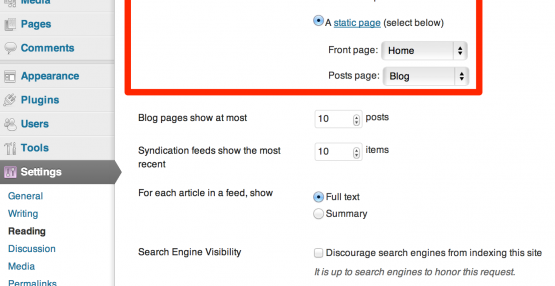 Media
Pages
Comments
Appearance
Plugins
Users
Tools
Settings
General
Writing
Reading
Discussion
Media
Permalinks
A static page (select below)
Front page: Home
Posts page: Blog
Blog pages show at most 10 posts
Syndication feeds show the most
recent 10 items
For each article in a feed, show Full text
Summary
Search Engine Visibility Discourage search engines from indexing this site
It is up to search engines to honor this request.